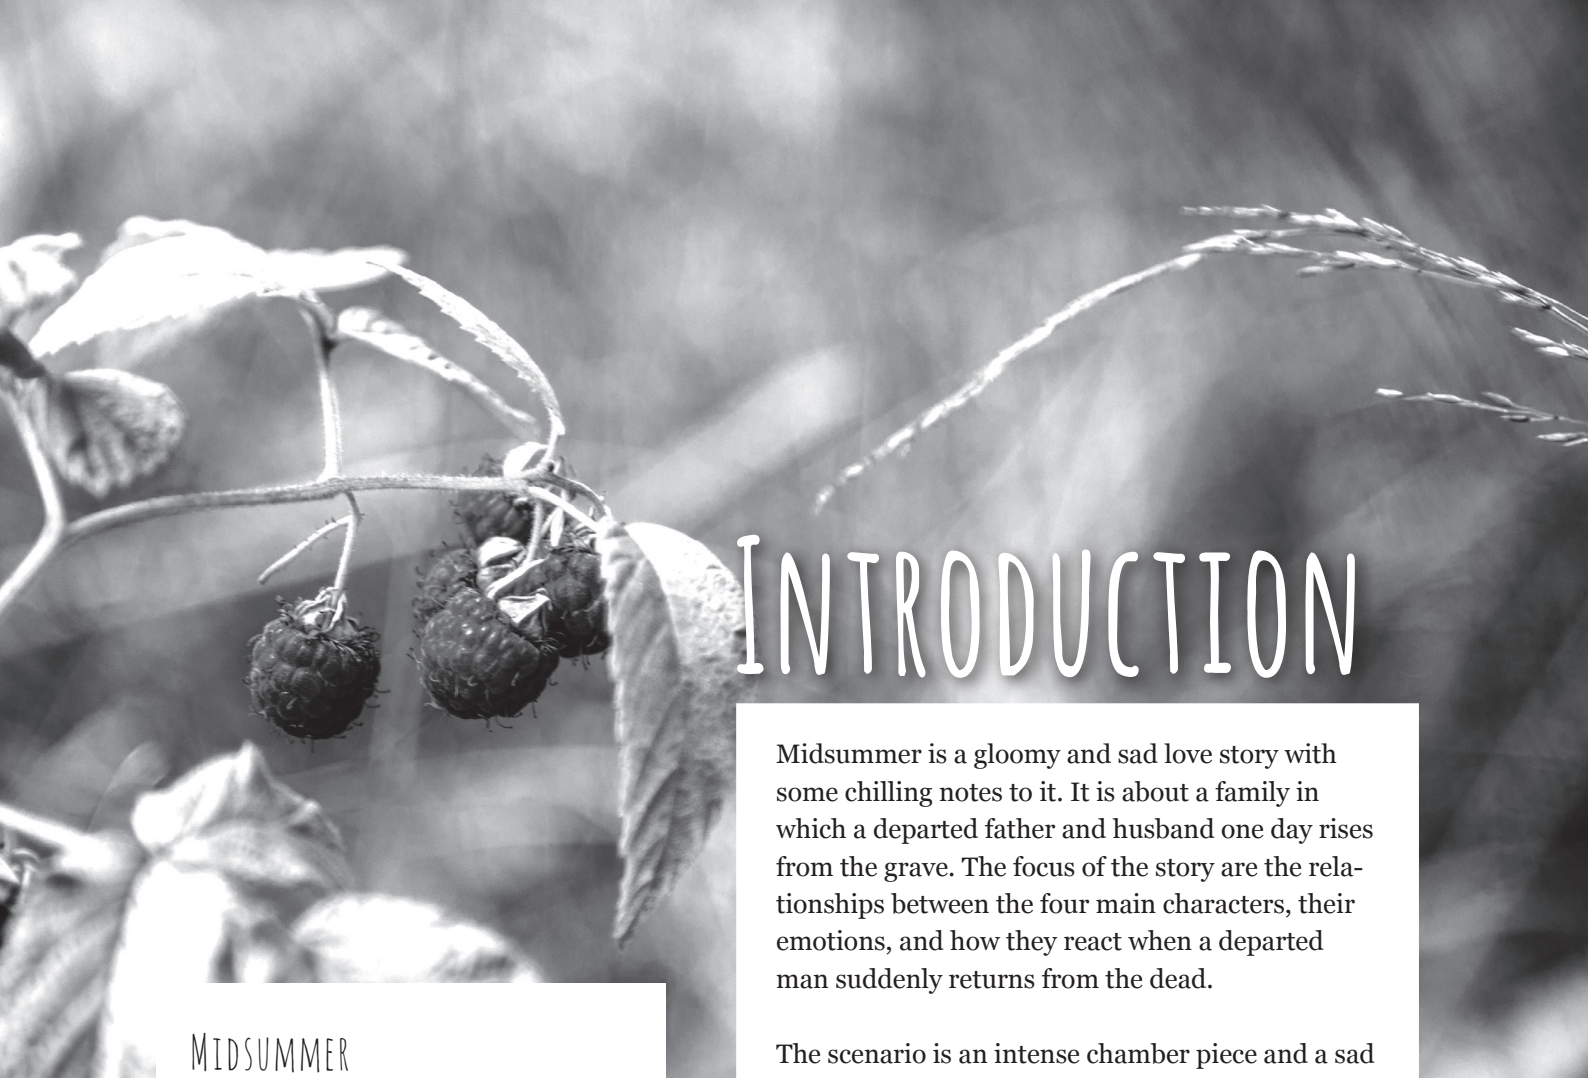 Introduction
Midsummer is a gloomy and sad love story with
some chilling notes to it. It is about a family in
which a departed father and husband one day rises
from the grave. The focus of the story are the rela-
tionships between the four main characters, their
emotions, and how they react when a departed
man suddenly returns from the dead.
The scenario is an intense chamber piece and a sad
Midsummer